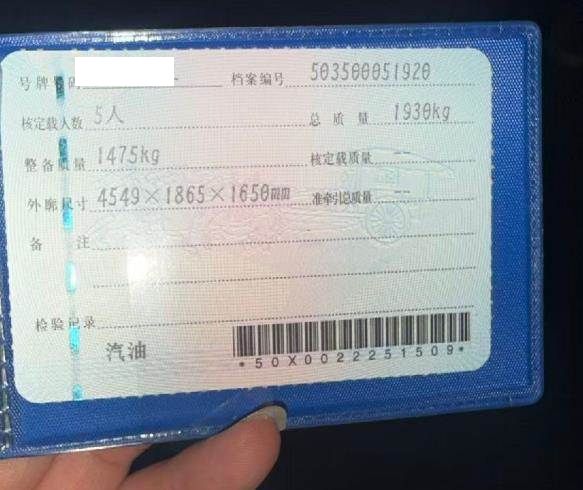 号牌号码 档案编号 503500051920
核定载人数 5人 总质量 1930kg
整备质量 1475kg 核定载质量 --
外廓尺寸 4549×1865×1650mm 准牵引总质量 --
备注
检验记录
汽油
*50X0022251509*